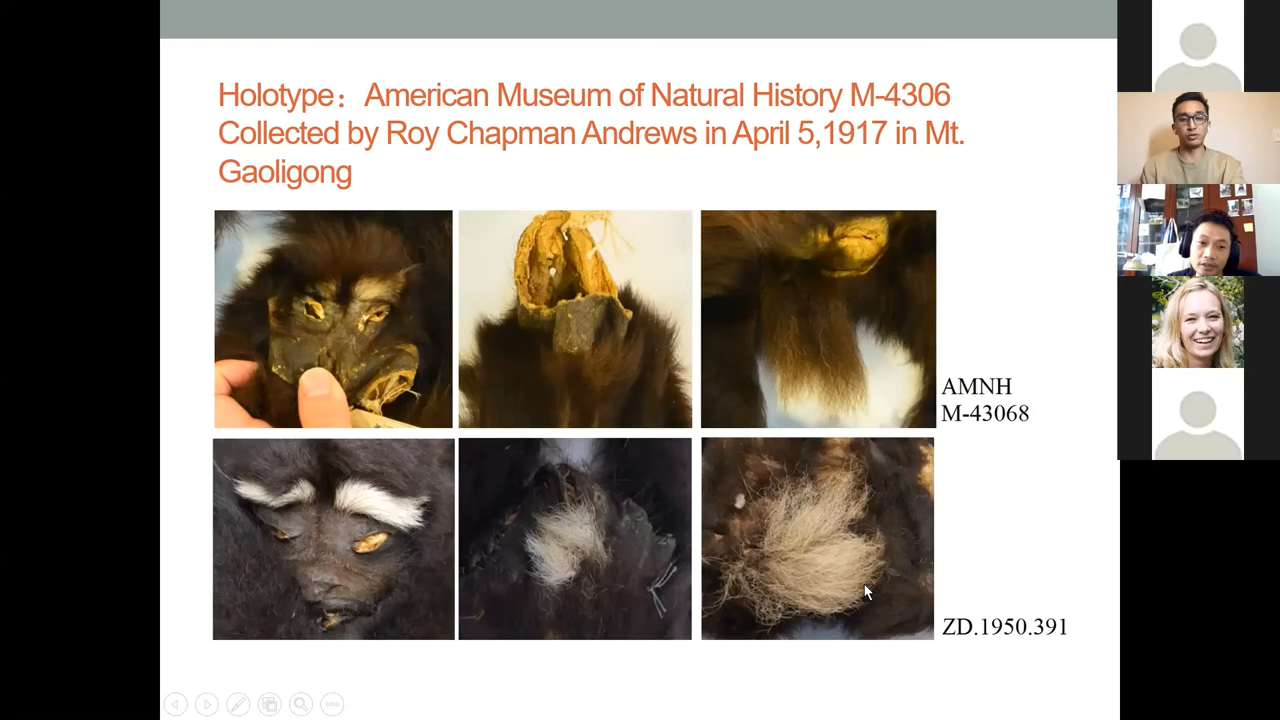 Holotype： American Museum of Natural History M-4306
Collected by Roy Chapman Andrews in April 5,1917 in Mt.
Gaoligong
AMNH
M-43068
ZD.1950.391